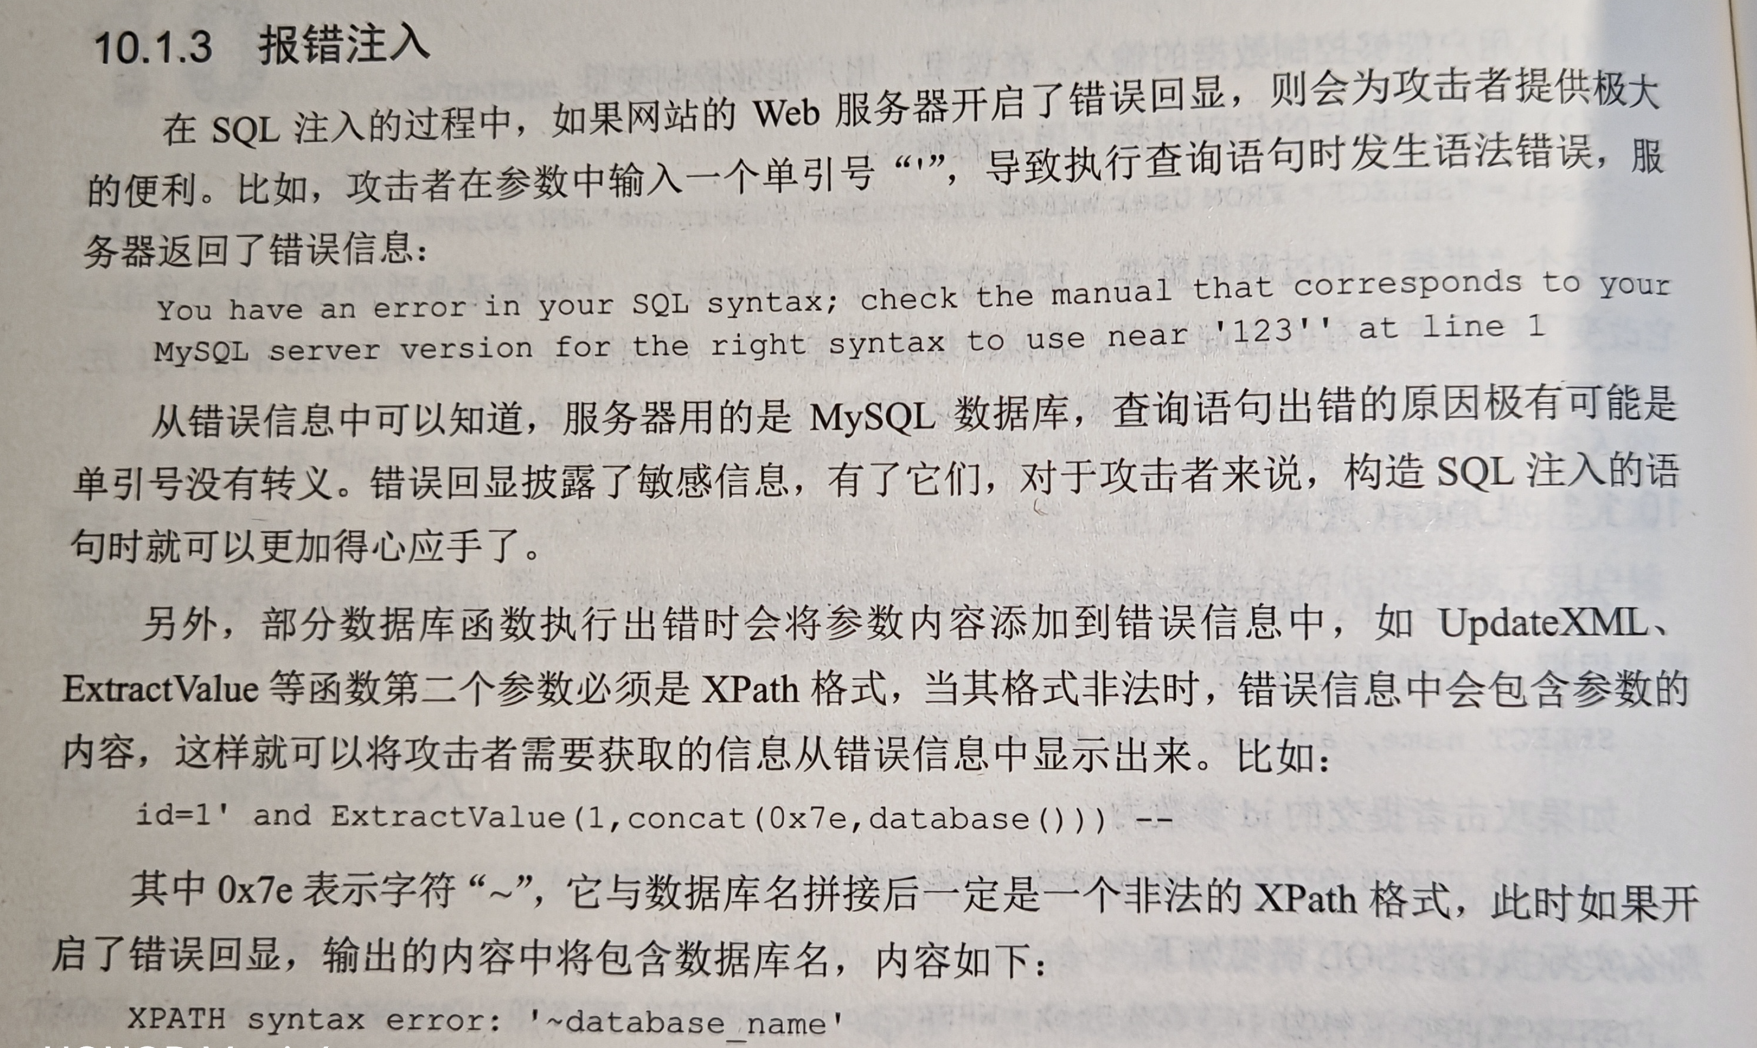 10.1.3 报错注入
在 SQL 注入的过程中，如果网站的 Web 服务器开启了错误回显，则会为攻击者提供极大
的便利。比如，攻击者在参数中输入一个单引号“'”，导致执行查询语句时发生语法错误，服
务器返回了错误信息：
You have an error in your SQL syntax; check the manual that corresponds to your
MySQL server version for the right syntax to use near '123'' at line 1
从错误信息中可以知道，服务器用的是 MySQL 数据库，查询语句出错的原因极有可能是
单引号没有转义。错误回显披露了敏感信息，有了它们，对于攻击者来说，构造 SQL 注入的语
句时就可以更加得心应手了。
另外，部分数据库函数执行出错时会将参数内容添加到错误信息中，如 UpdateXML、
ExtractValue 等函数第二个参数必须是 XPath 格式，当其格式非法时，错误信息中会包含参数的
内容，这样就可以将攻击者需要获取的信息从错误信息中显示出来。比如：
id=1' and ExtractValue(1,concat(0x7e,database())) --
其中 0x7e 表示字符“~”，它与数据库名拼接后一定是一个非法的 XPath 格式，此时如果开
启了错误回显，输出的内容中将包含数据库名，内容如下：
XPATH syntax error: '~database_name'